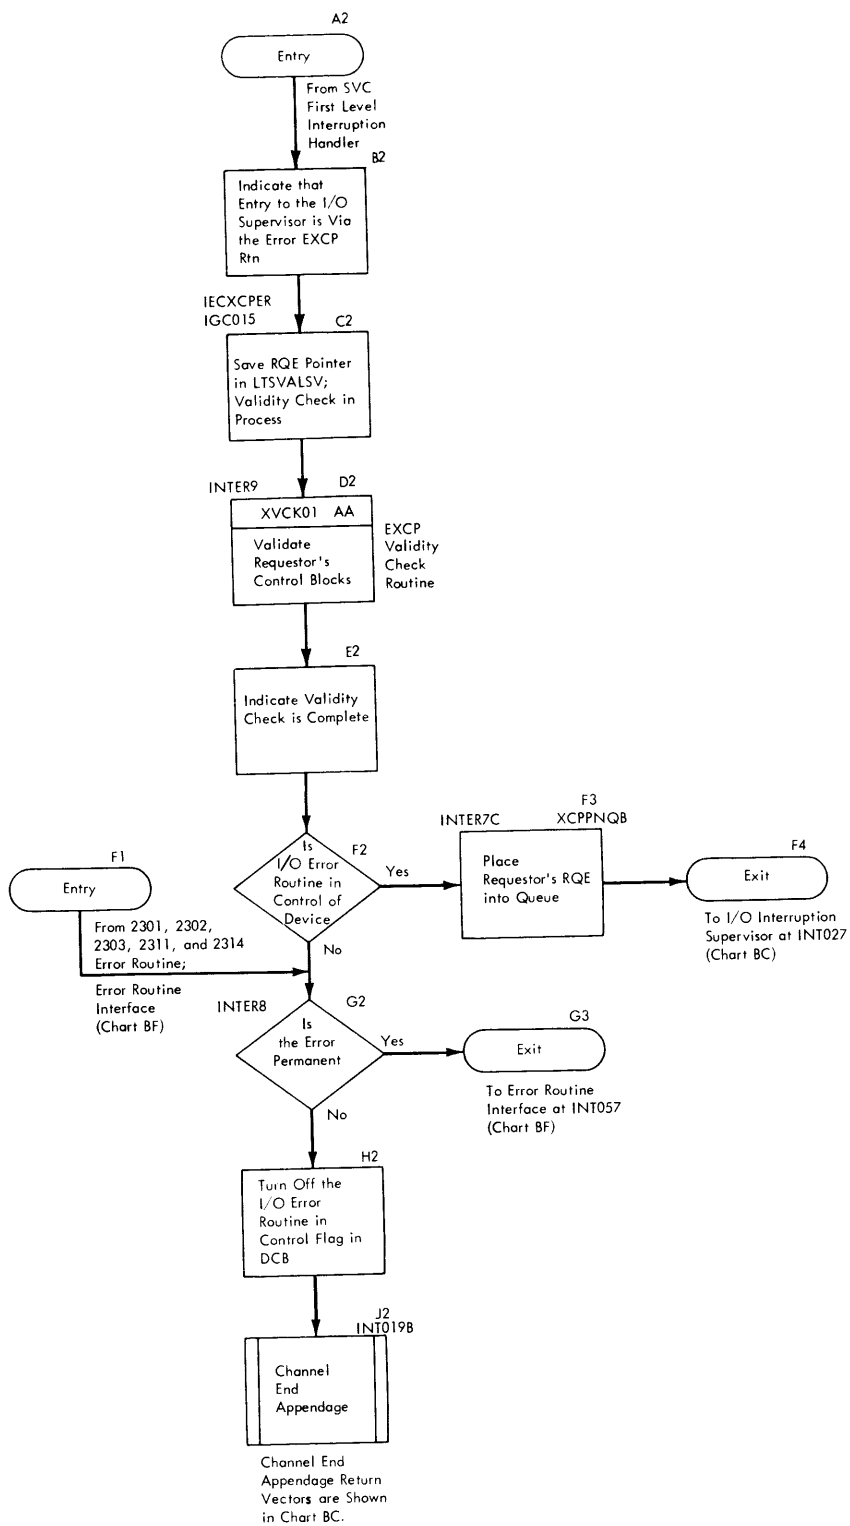 A2
Entry
From SVC
First Level
Interruption
Handler
B2
Indicate that
Entry to the I/O
Supervisor is Via
the Error EXCP
Rtn
IECXCPER
IGC015
C2
Save RQE Pointer
in LTSVALSV;
Validity Check in
Process
INTER9
D2
XVCK01 AA
Validate
Requestor's
Control Blocks
EXCP
Validity
Check
Routine
E2
Indicate Validity
Check is Complete
F2
Is
I/O Error
Routine in
Control of
Device
Yes
No
INTER7C
F3
XCPPNQB
Place
Requestor's RQE
into Queue
F4
Exit
To I/O Interruption
Supervisor at INT027
(Chart BC)
F1
Entry
From 2301, 2302,
2303, 2311, and 2314
Error Routine;
Error Routine
Interface
(Chart BF)
INTER8
G2
Is
the Error
Permanent
Yes
No
G3
Exit
To Error Routine
Interface at INT057
(Chart BF)
H2
Turn Off the
I/O Error
Routine in
Control Flag in
DCB
J2
INT019B
Channel
End
Appendage
Channel End
Appendage Return
Vectors are Shown
in Chart BC.